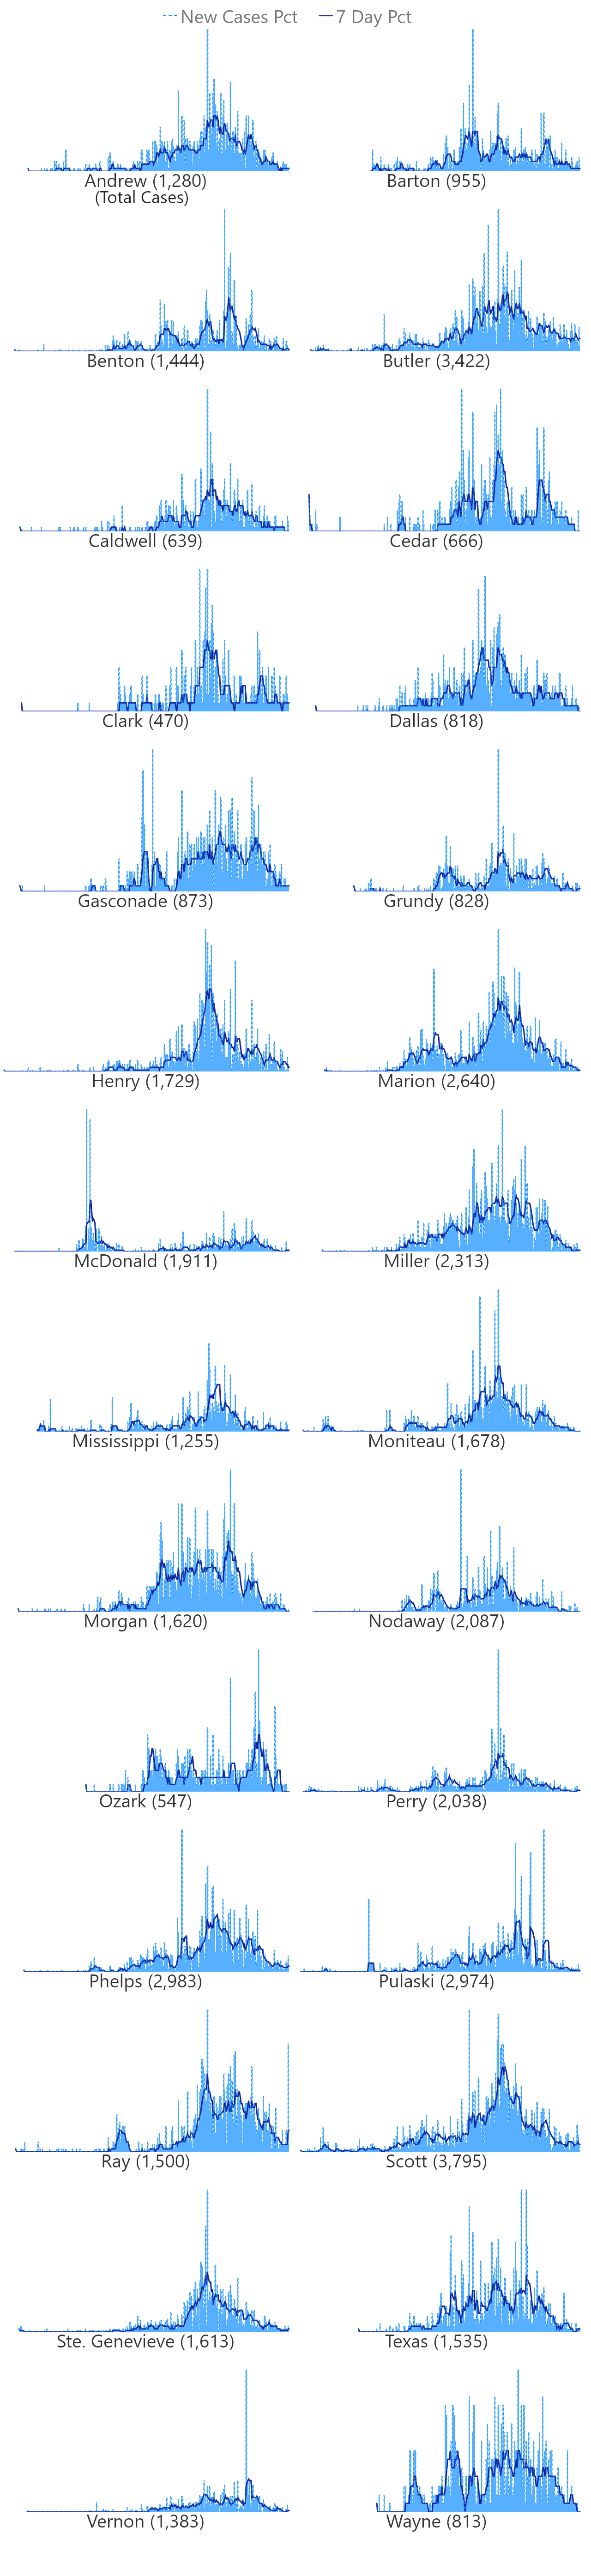 New Cases Pct 7 Day Pct
Andrew (1,280) Barton (955)
(Total Cases)
Benton (1,444) Butler (3,422)
Caldwell (639) Cedar (666)
Clark (470) Dallas (818)
Gasconade (873) Grundy (828)
Henry (1,729) Marion (2,640)
McDonald (1,911) Miller (2,313)
Mississippi (1,255) Moniteau (1,678)
Morgan (1,620) Nodaway (2,087)
Ozark (547) Perry (2,038)
Phelps (2,983) Pulaski (2,974)
Ray (1,500) Scott (3,795)
Ste. Genevieve (1,613) Texas (1,535)
Vernon (1,383) Wayne (813)